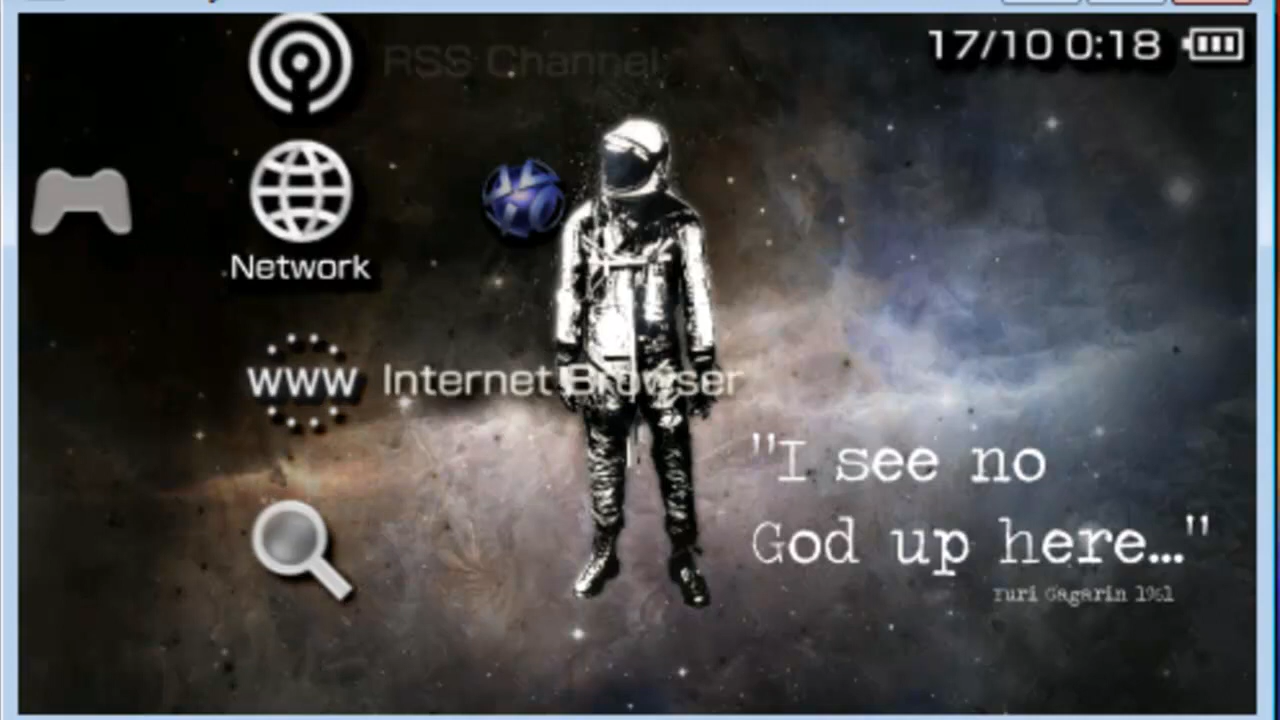 RSS Channel
17/10 0:18
Network
WWW Internet Browser
"I see no
God up here..."
Yuri Gagarin 1961